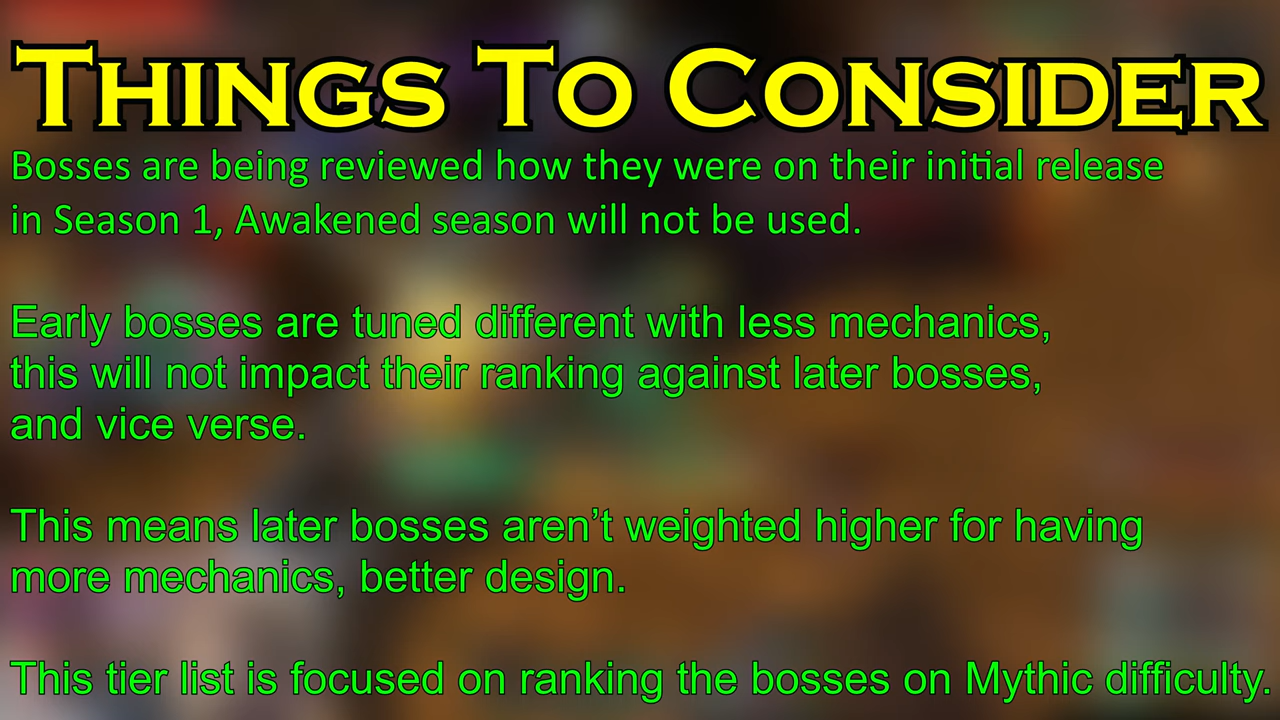 THINGS TO CONSIDER
Bosses are being reviewed how they were on their initial release
in Season 1, Awakened season will not be used.
Early bosses are tuned different with less mechanics,
this will not impact their ranking against later bosses,
and vice verse.
This means later bosses aren’t weighted higher for having
more mechanics, better design.
This tier list is focused on ranking the bosses on Mythic difficulty.